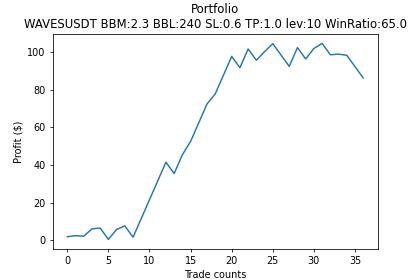 Portfolio
WAVESUSDT BBM:2.3 BBL:240 SL:0.6 TP:1.0 lev:10 WinRatio:65.0
Profit ($)
100
80
60
40
20
0
0 5 10 15 20 25 30 35
Trade counts